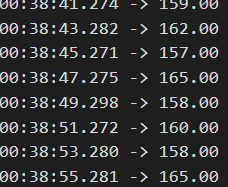 00:38:41.274 -> 159.00
00:38:43.282 -> 162.00
00:38:45.271 -> 157.00
00:38:47.275 -> 165.00
00:38:49.298 -> 158.00
00:38:51.272 -> 160.00
00:38:53.280 -> 158.00
00:38:55.281 -> 165.00